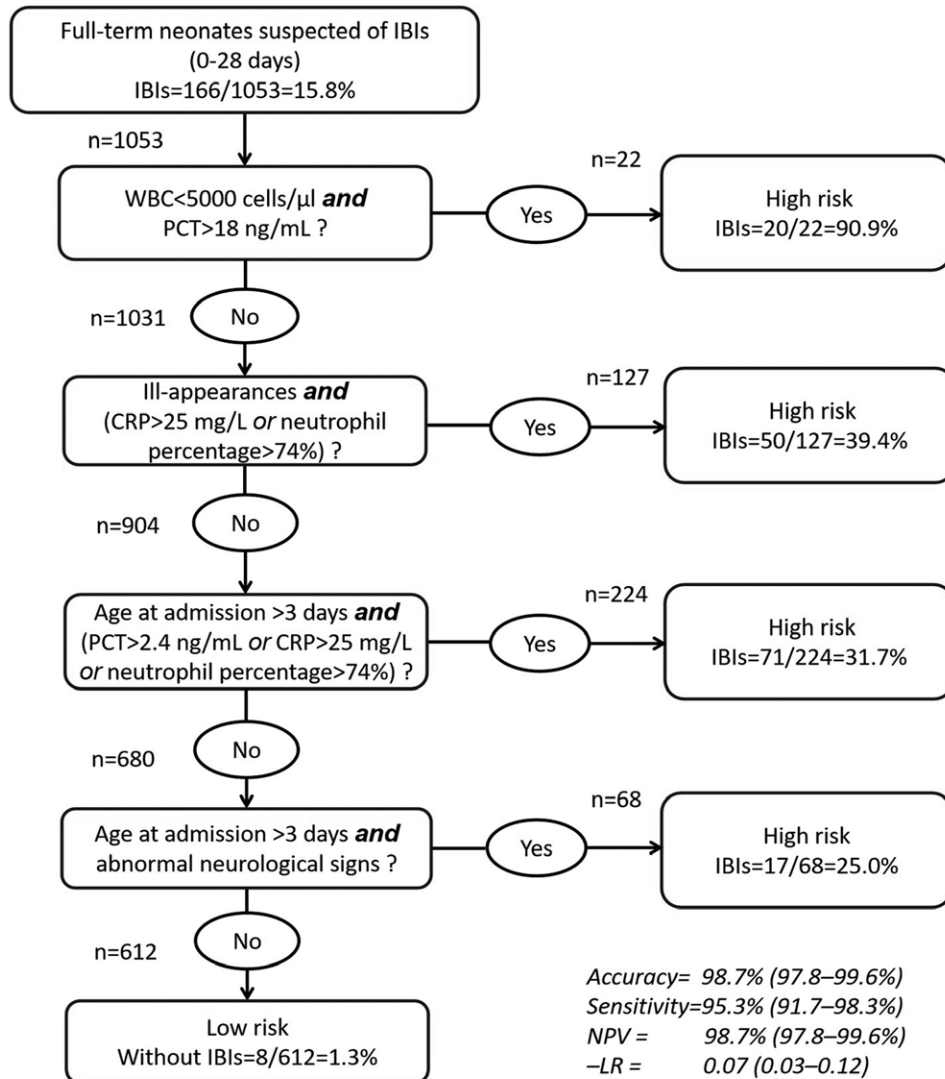 Full-term neonates suspected of IBIs
(0-28 days)
IBIs=166/1053=15.8%
n=1053
n=22
WBC<5000 cells/µl and
PCT>18 ng/mL ?
Yes
High risk
IBIs=20/22=90.9%
n=1031
No
n=127
Ill-appearances and
(CRP>25 mg/L or neutrophil
percentage>74%) ?
Yes
High risk
IBIs=50/127=39.4%
n=904
No
n=224
Age at admission >3 days and
(PCT>2.4 ng/mL or CRP>25 mg/L
or neutrophil percentage>74%) ?
Yes
High risk
IBIs=71/224=31.7%
n=680
No
n=68
Age at admission >3 days and
abnormal neurological signs ?
Yes
High risk
IBIs=17/68=25.0%
n=612
No
Low risk
Without IBIs=8/612=1.3%
Accuracy= 98.7% (97.8–99.6%)
Sensitivity=95.3% (91.7–98.3%)
NPV = 98.7% (97.8–99.6%)
–LR = 0.07 (0.03–0.12)